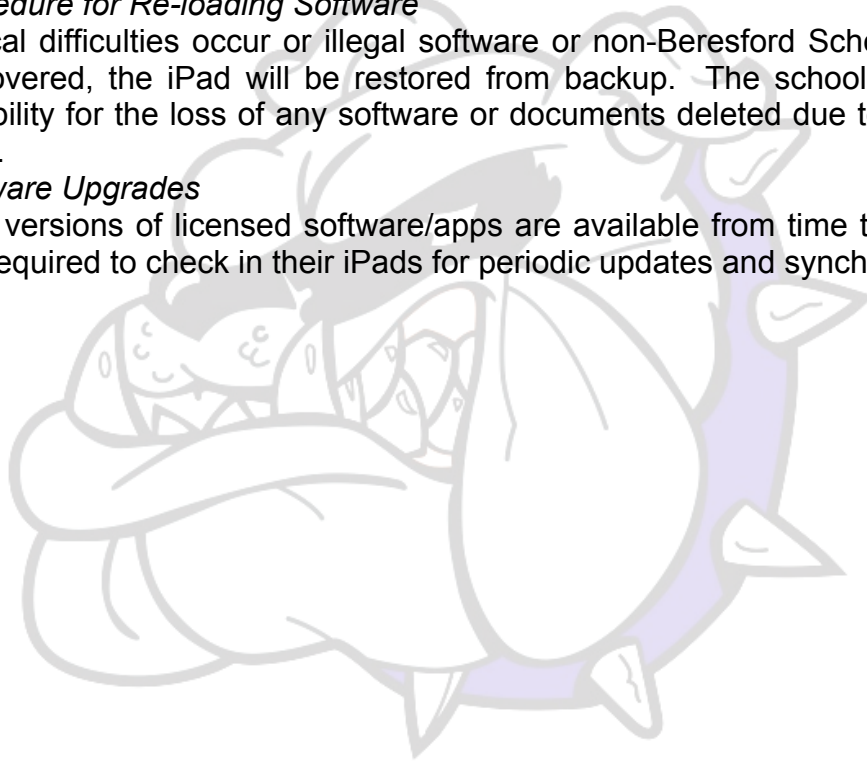 edure for Re-loading Software
cal difficulties occur or illegal software or non-Beresford Scho
overed, the iPad will be restored from backup. The school
bility for the loss of any software or documents deleted due t
.
ware Upgrades
versions of licensed software/apps are available from time t
equired to check in their iPads for periodic updates and synch